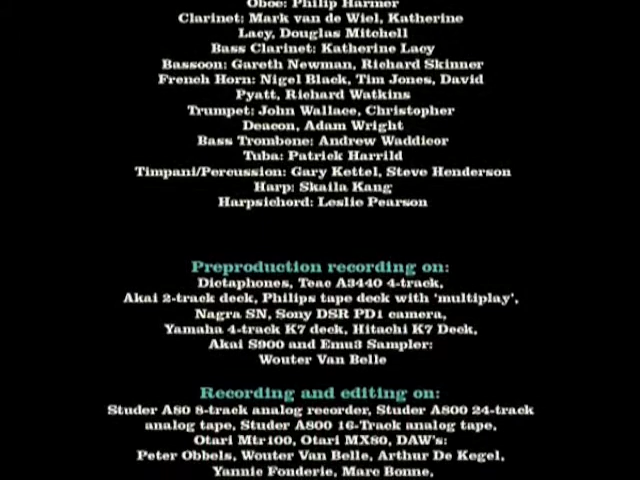 Oboe: Philip Harmer
Clarinet: Mark van de Wiel, Katherine
Lacy, Douglas Mitchell
Bass Clarinet: Katherine Lacy
Bassoon: Gareth Newman, Richard Skinner
French Horn: Nigel Black, Tim Jones, David
Pyatt, Richard Watkins
Trumpet: John Wallace, Christopher
Deacon, Adam Wright
Bass Trombone: Andrew Waddicor
Tuba: Patrick Harrild
Timpani/Percussion: Gary Kettel, Steve Henderson
Harp: Skaila Kang
Harpsichord: Leslie Pearson
Preproduction recording on:
Dictaphones, Teac A3440 4-track,
Akai 2-track deck, Philips tape deck with 'multiplay',
Nagra SN, Sony DSR PD1 camera,
Yamaha 4-track K7 deck, Hitachi K7 Deck,
Akai S900 and Emu3 Sampler:
Wouter Van Belle
Recording and editing on:
Studer A80 8-track analog recorder, Studer A800 24-track
analog tape, Studer A800 16-Track analog tape,
Otari Mtr100, Otari MX80, DAW's:
Peter Obbels, Wouter Van Belle, Arthur De Kegel,
Yannic Fonderie, Marc Bonne,